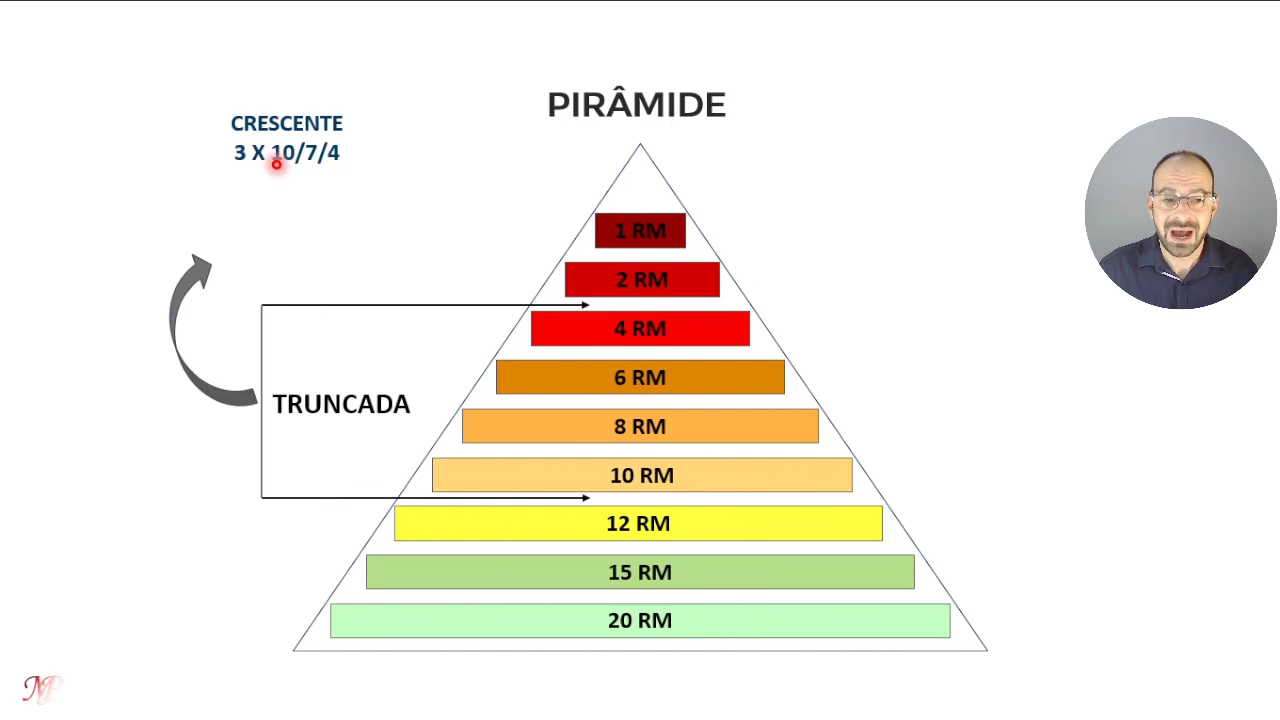 PIRÂMIDE
CRESCENTE
3 X 10/7/4
1 RM
2 RM
4 RM
6 RM
TRUNCADA
8 RM
10 RM
12 RM
15 RM
20 RM
MP